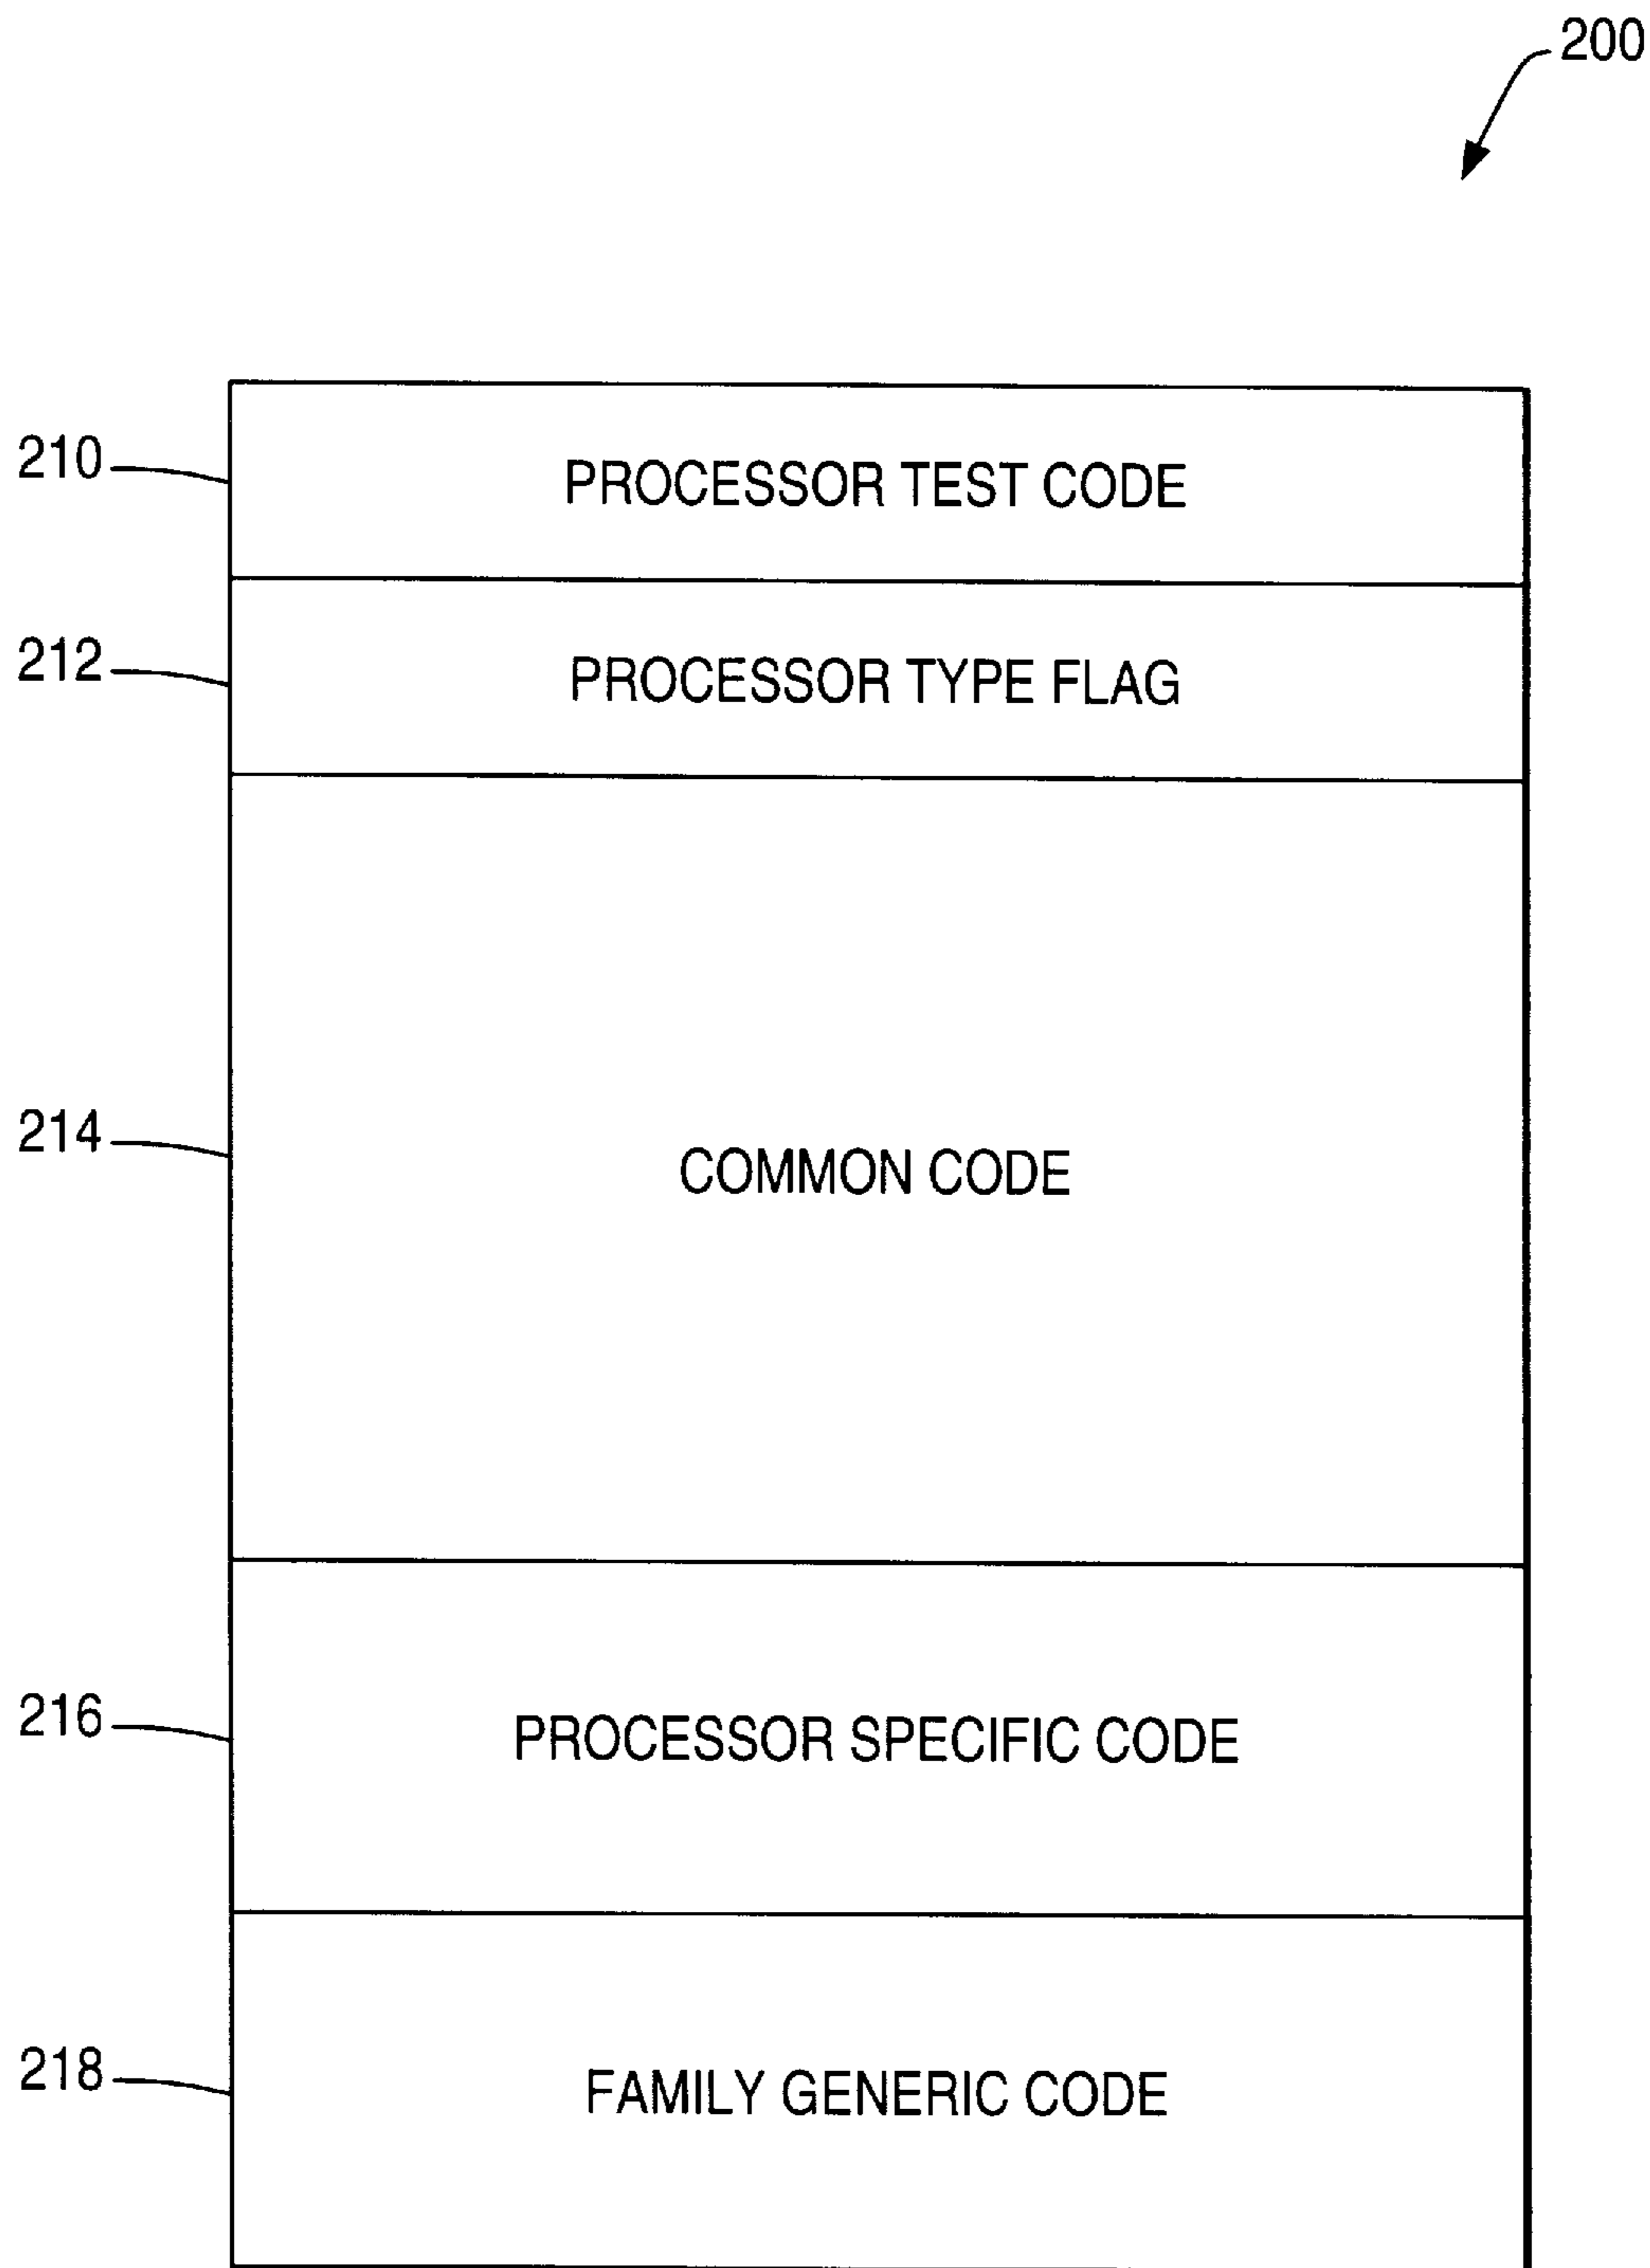 200
210 PROCESSOR TEST CODE
212 PROCESSOR TYPE FLAG
214 COMMON CODE
216 PROCESSOR SPECIFIC CODE
218 FAMILY GENERIC CODE